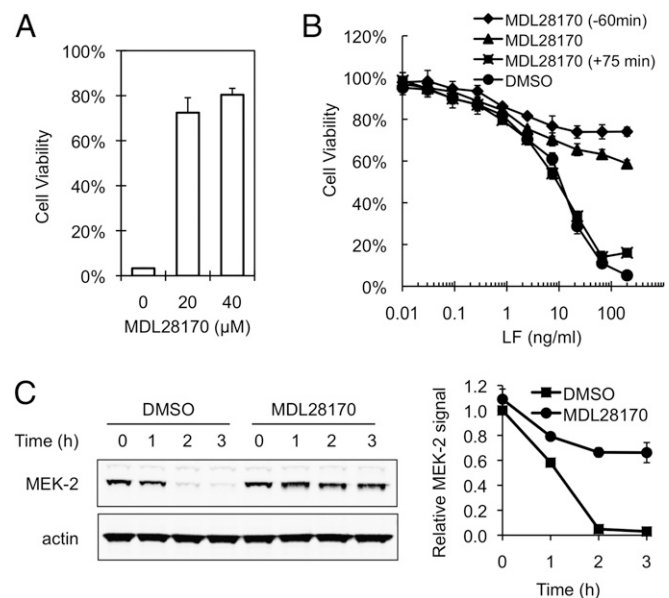 A
Cell Viability
100%
80%
60%
40%
20%
0%
0 20 40
MDL28170 (µM)
B
MDL28170 (-60min)
MDL28170
MDL28170 (+75 min)
DMSO
Cell Viability
120%
100%
80%
60%
40%
20%
0%
0.01 0.1 1 10 100
LF (ng/ml)
C
DMSO MDL28170
Time (h) 0 1 2 3 0 1 2 3
MEK-2
actin
Relative MEK-2 signal
1.2
1.0
0.8
0.6
0.4
0.2
0.0
DMSO
MDL28170
0 1 2 3
Time (h)